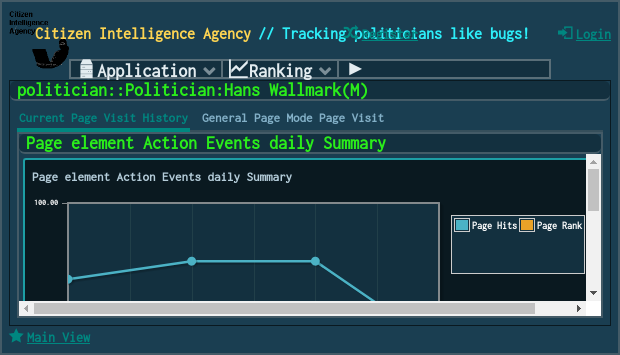 Citizen
Intelligence
Agency
Citizen Intelligence Agency // Tracking politicians like bugs!
Login
Application
Ranking
politician::Politician:Hans Wallmark(M)
Current Page Visit History
General Page Mode Page Visit
Page element Action Events daily Summary
Page element Action Events daily Summary
100.00
Page Hits
Page Rank
Main View